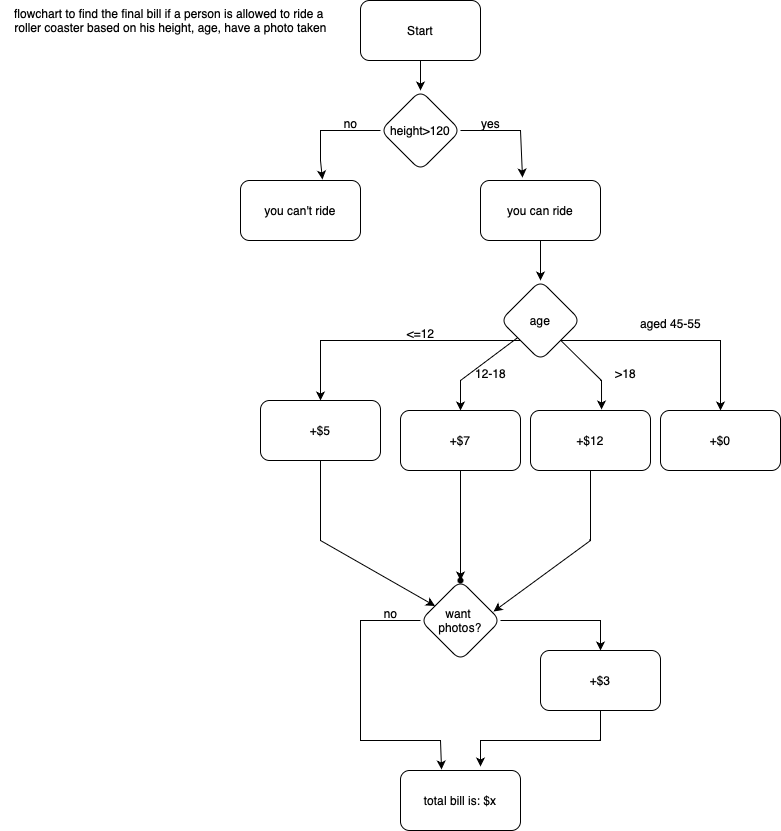 flowchart to find the final bill if a person is allowed to ride a
roller coaster based on his height, age, have a photo taken
Start
no
height>120
yes
you can't ride
you can ride
age
aged 45-55
<=12
12-18
>18
+$5
+$7
+$12
+$0
no
want
photos?
+$3
total bill is: $x